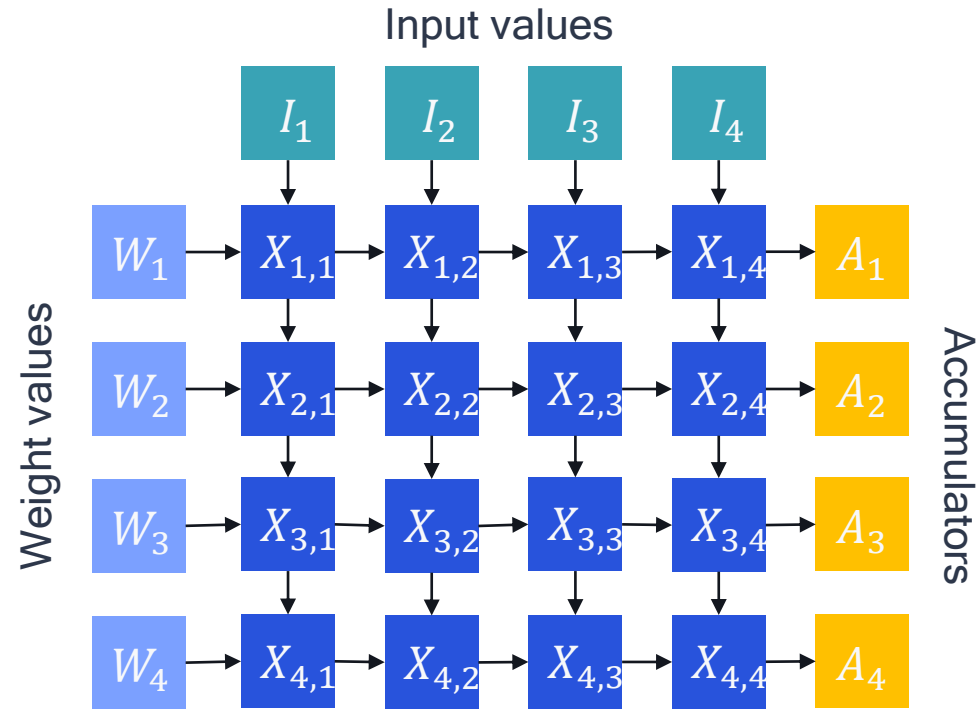 Input values
I1 I2 I3 I4
W1 X1,1 X1,2 X1,3 X1,4 A1
W2 X2,1 X2,2 X2,3 X2,4 A2
W3 X3,1 X3,2 X3,3 X3,4 A3
W4 X4,1 X4,2 X4,3 X4,4 A4
Weight values
Accumulators